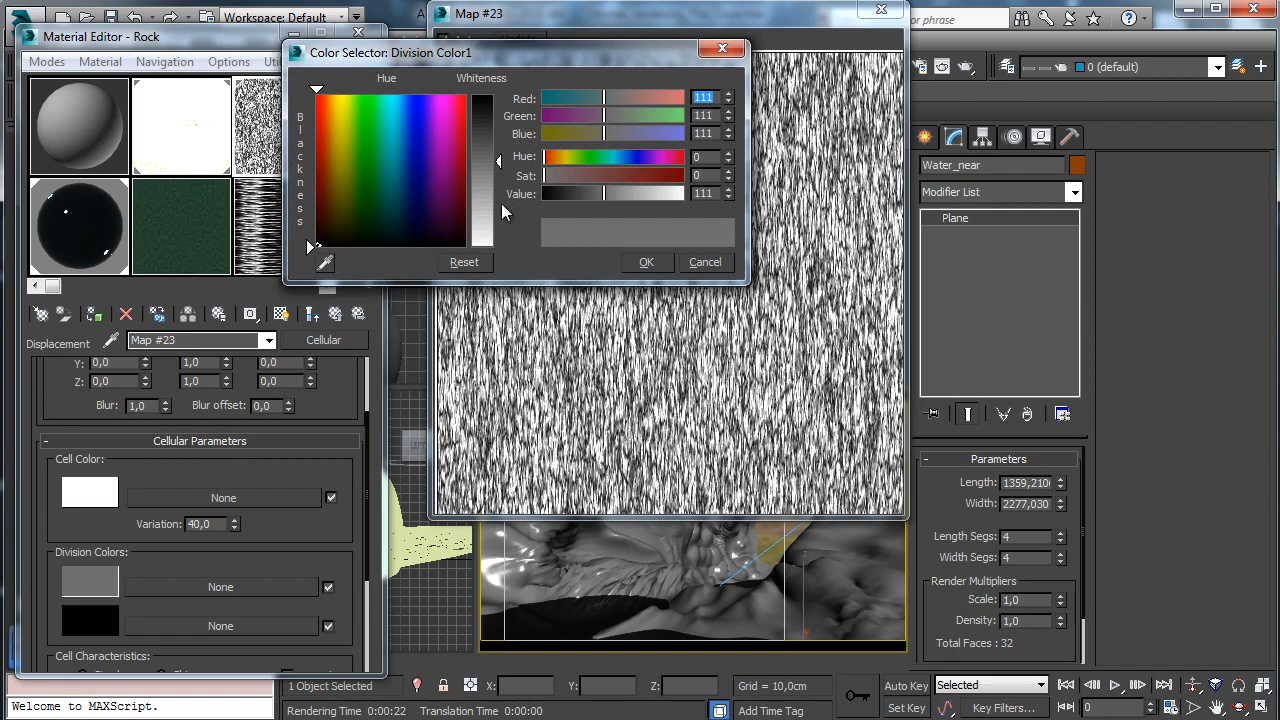 Workspace: Default
or phrase
Map #23
Material Editor - Rock
Color Selector: Division Color1
Modes
Material
Navigation
Options
Hue
Whiteness
Blackness
Red: 111
Green: 111
Blue: 111
Hue: 0
Sat: 0
Value: 111
Reset
OK
Cancel
0 (default)
Water_near
Modifier List
Plane
Displacement
Map #23
Cellular
Y: 0,0 1,0 0,0
Z: 0,0 1,0 0,0
Blur: 1,0 Blur offset: 0,0
- Cellular Parameters
Cell Color:
None
Variation: 40,0
Division Colors:
None
None
Cell Characteristics:
LEFT
- Parameters
Length: 1359,210
Width: 2277,030
Length Segs: 4
Width Segs: 4
Render Multipliers
Scale: 1,0
Density: 1,0
Total Faces : 32
Welcome to MAXScript.
1 Object Selected
X:
Y:
Z:
Grid = 10,0cm
Rendering Time 0:00:22
Translation Time 0:00:00
Add Time Tag
Auto Key
Selected
Set Key
Key Filters...
0